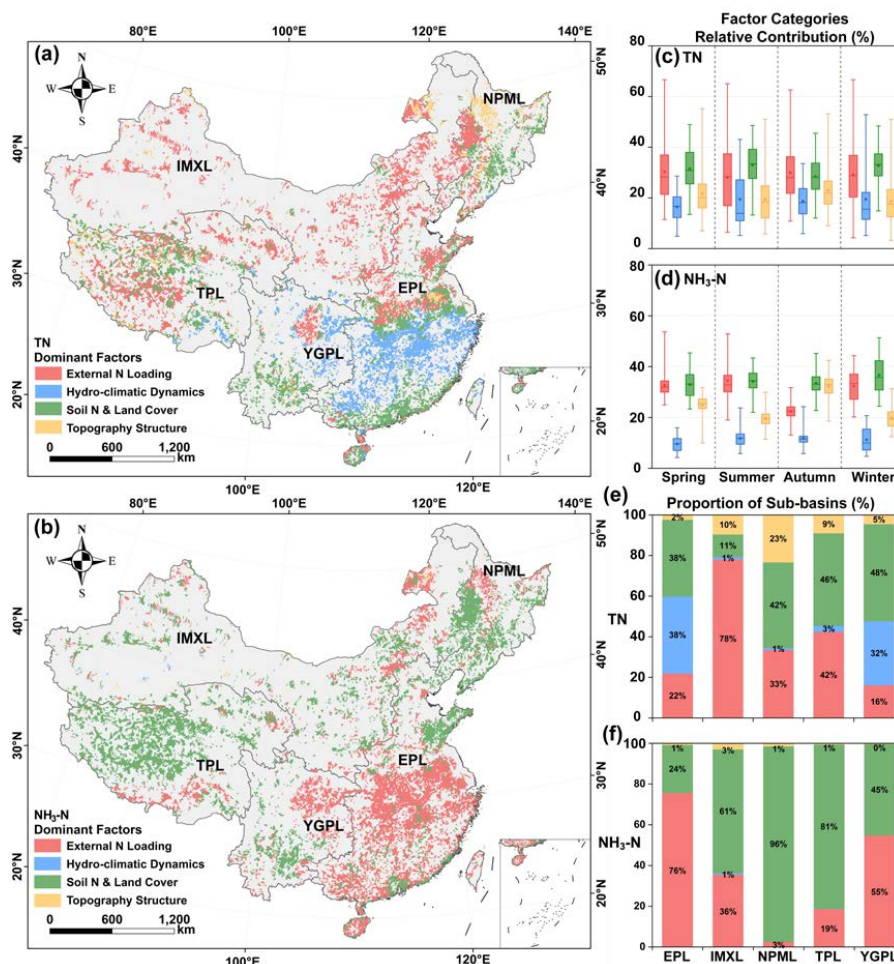 (a)
80°E
100°E
120°E
50°N
40°N
30°N
20°N
N
W E
S
NPML
IMXL
TPL
EPL
YGPL
TN
Dominant Factors
External N Loading
Hydro-climatic Dynamics
Soil N & Land Cover
Topography Structure
0 600 1,200
km
40°N
30°N
20°N
100°E
120°E
(b)
80°E
100°E
120°E
50°N
40°N
30°N
20°N
N
W E
S
NPML
IMXL
TPL
EPL
YGPL
NH₃-N
Dominant Factors
External N Loading
Hydro-climatic Dynamics
Soil N & Land Cover
Topography Structure
0 600 1,200
km
40°N
30°N
20°N
100°E
120°E
Factor Categories
Relative Contribution (%)
(c) TN
80
60
40
20
0
(d) NH₃-N
80
60
40
20
0
Spring Summer Autumn Winter
(e) Proportion of Sub-basins (%)
TN
100
80
60
40
20
0
2% 10% 23% 9% 5%
38% 11% 42% 46% 48%
38% 1% 1% 3% 32%
22% 78% 33% 42% 16%
(f)
NH₃-N
100
80
60
40
20
0
1% 3% 1% 1% 0%
24% 61% 96% 81% 45%
1%
76% 36% 3% 19% 55%
EPL IMXL NPML TPL YGPL